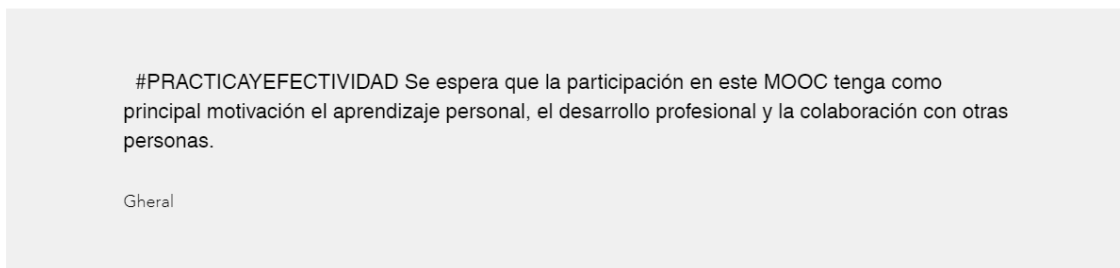 #PRACTICAYEFECTIVIDAD Se espera que la participación en este MOOC tenga como
principal motivación el aprendizaje personal, el desarrollo profesional y la colaboración con otras
personas.
Gheral